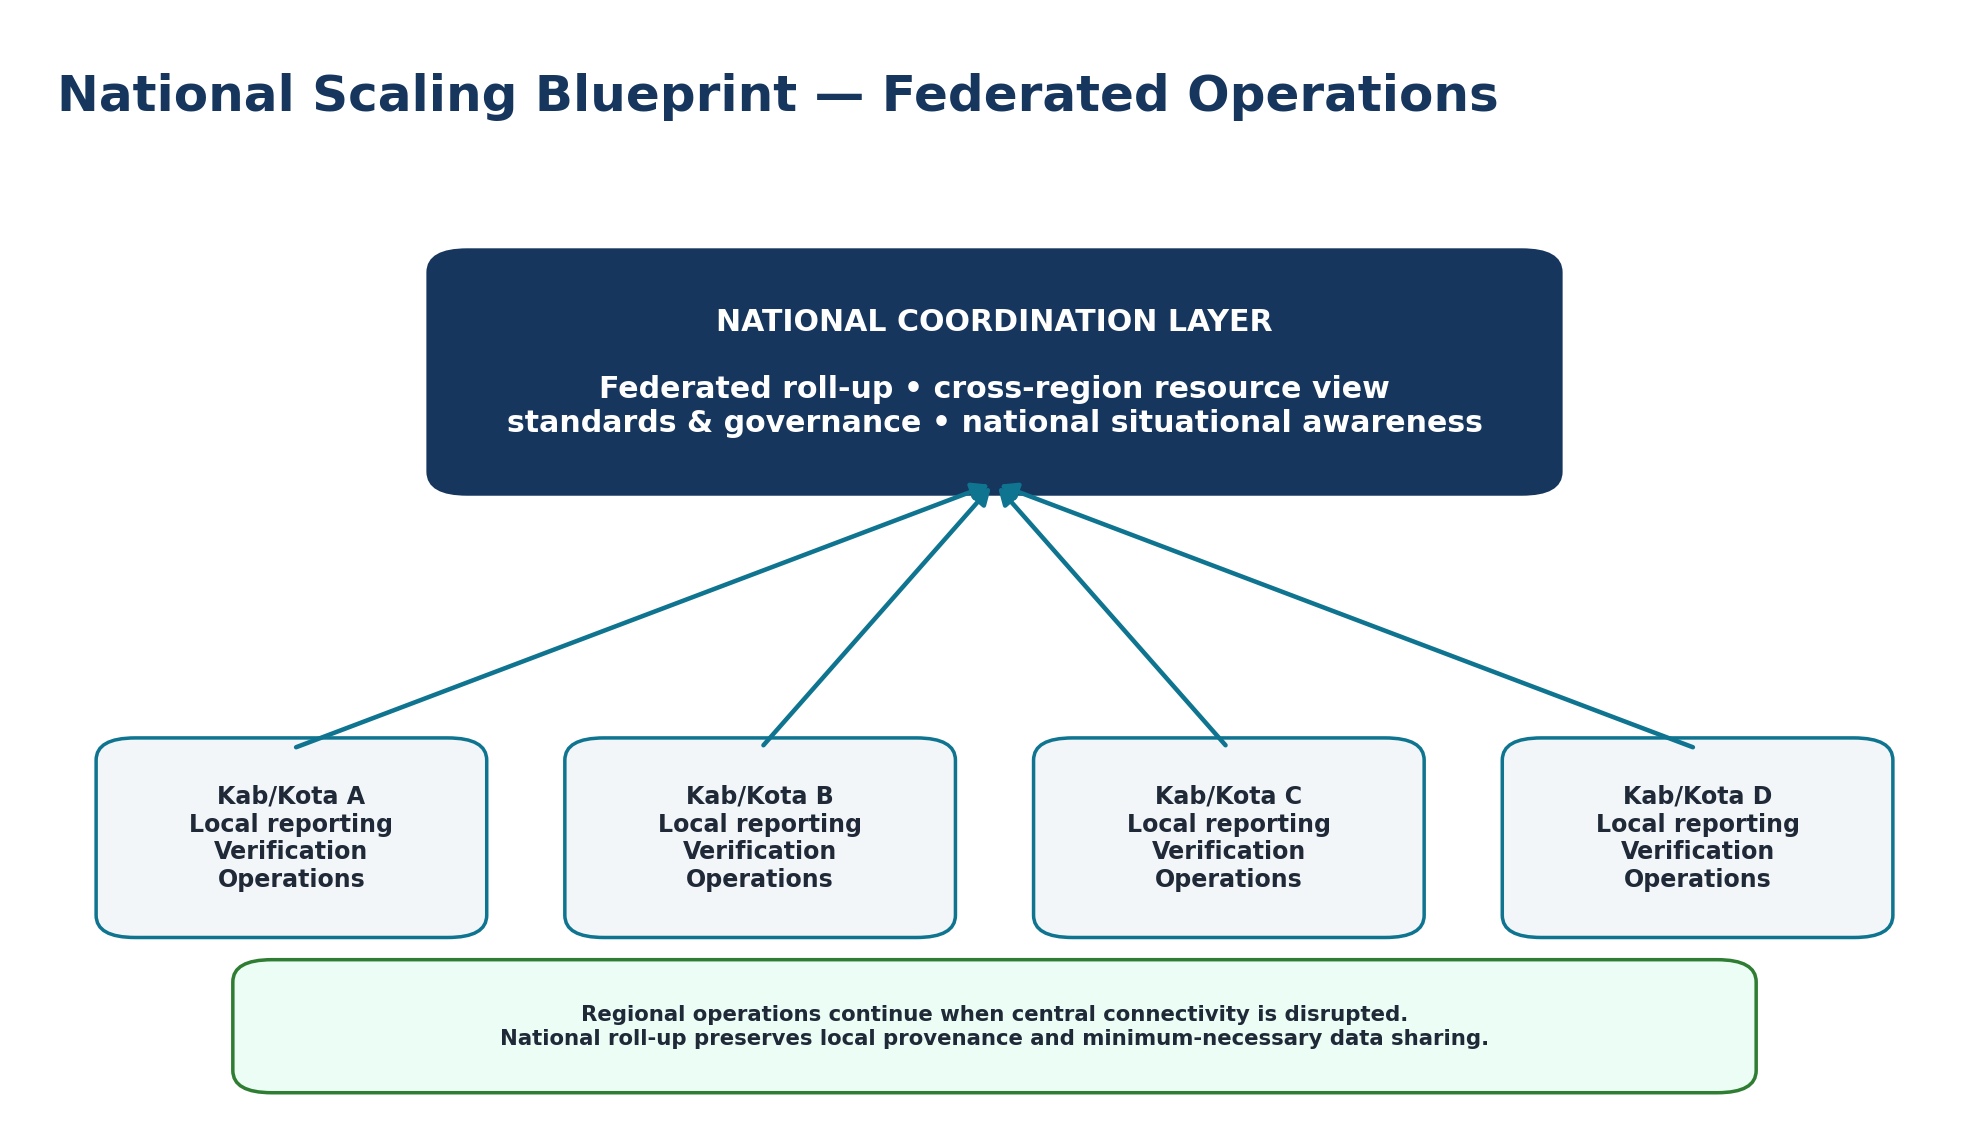 National Scaling Blueprint — Federated Operations
NATIONAL COORDINATION LAYER
Federated roll-up • cross-region resource view
standards & governance • national situational awareness
Kab/Kota A
Local reporting
Verification
Operations
Kab/Kota B
Local reporting
Verification
Operations
Kab/Kota C
Local reporting
Verification
Operations
Kab/Kota D
Local reporting
Verification
Operations
Regional operations continue when central connectivity is disrupted.
National roll-up preserves local provenance and minimum-necessary data sharing.